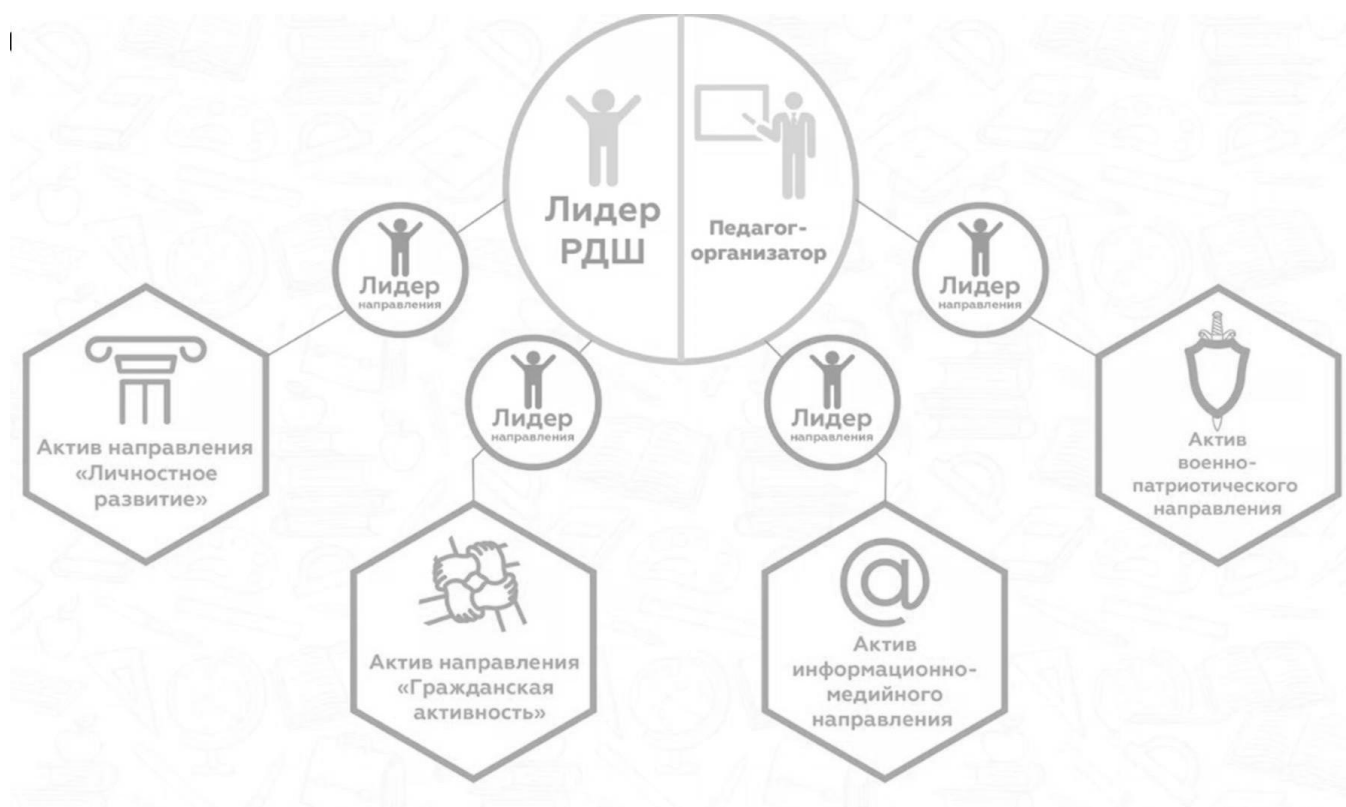 Лидер
РДШ
Педагог-
организатор
Лидер
направления
Лидер
направления
Лидер
направления
Лидер
направления
Актив направления
«Личностное
развитие»
Актив направления
«Гражданская
активность»
Актив
информационно-
медийного
направления
Актив
военно-
патриотического
направления